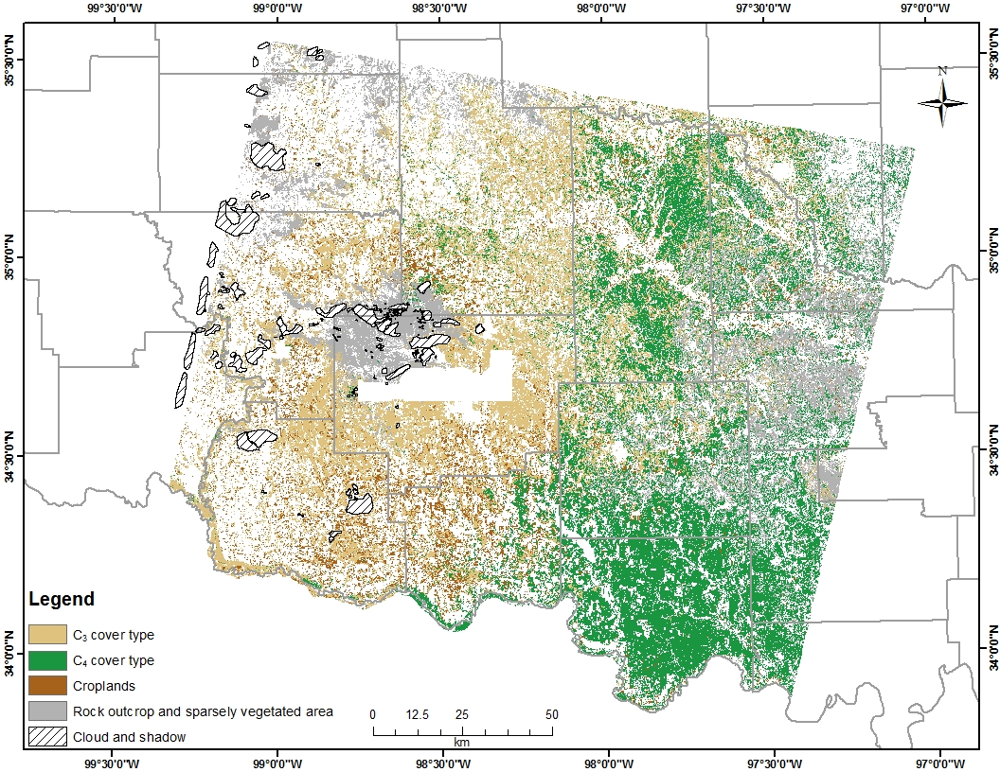 99°0'0"W 99°0'0"W 98°30'0"W 98°0'0"W 97°30'0"W 97°0'0"W
35°30'0"N
35°30'0"N
N
35°0'0"N
35°0'0"N
34°30'0"N
34°30'0"N
34°0'0"N
34°0'0"N
Legend
C₃ cover type
C₄ cover type
Croplands
Rock outcrop and sparsely vegetated area
Cloud and shadow
0 12.5 25 50
km
99°30'0"W 99°0'0"W 98°30'0"W 98°0'0"W 97°30'0"W 97°0'0"W